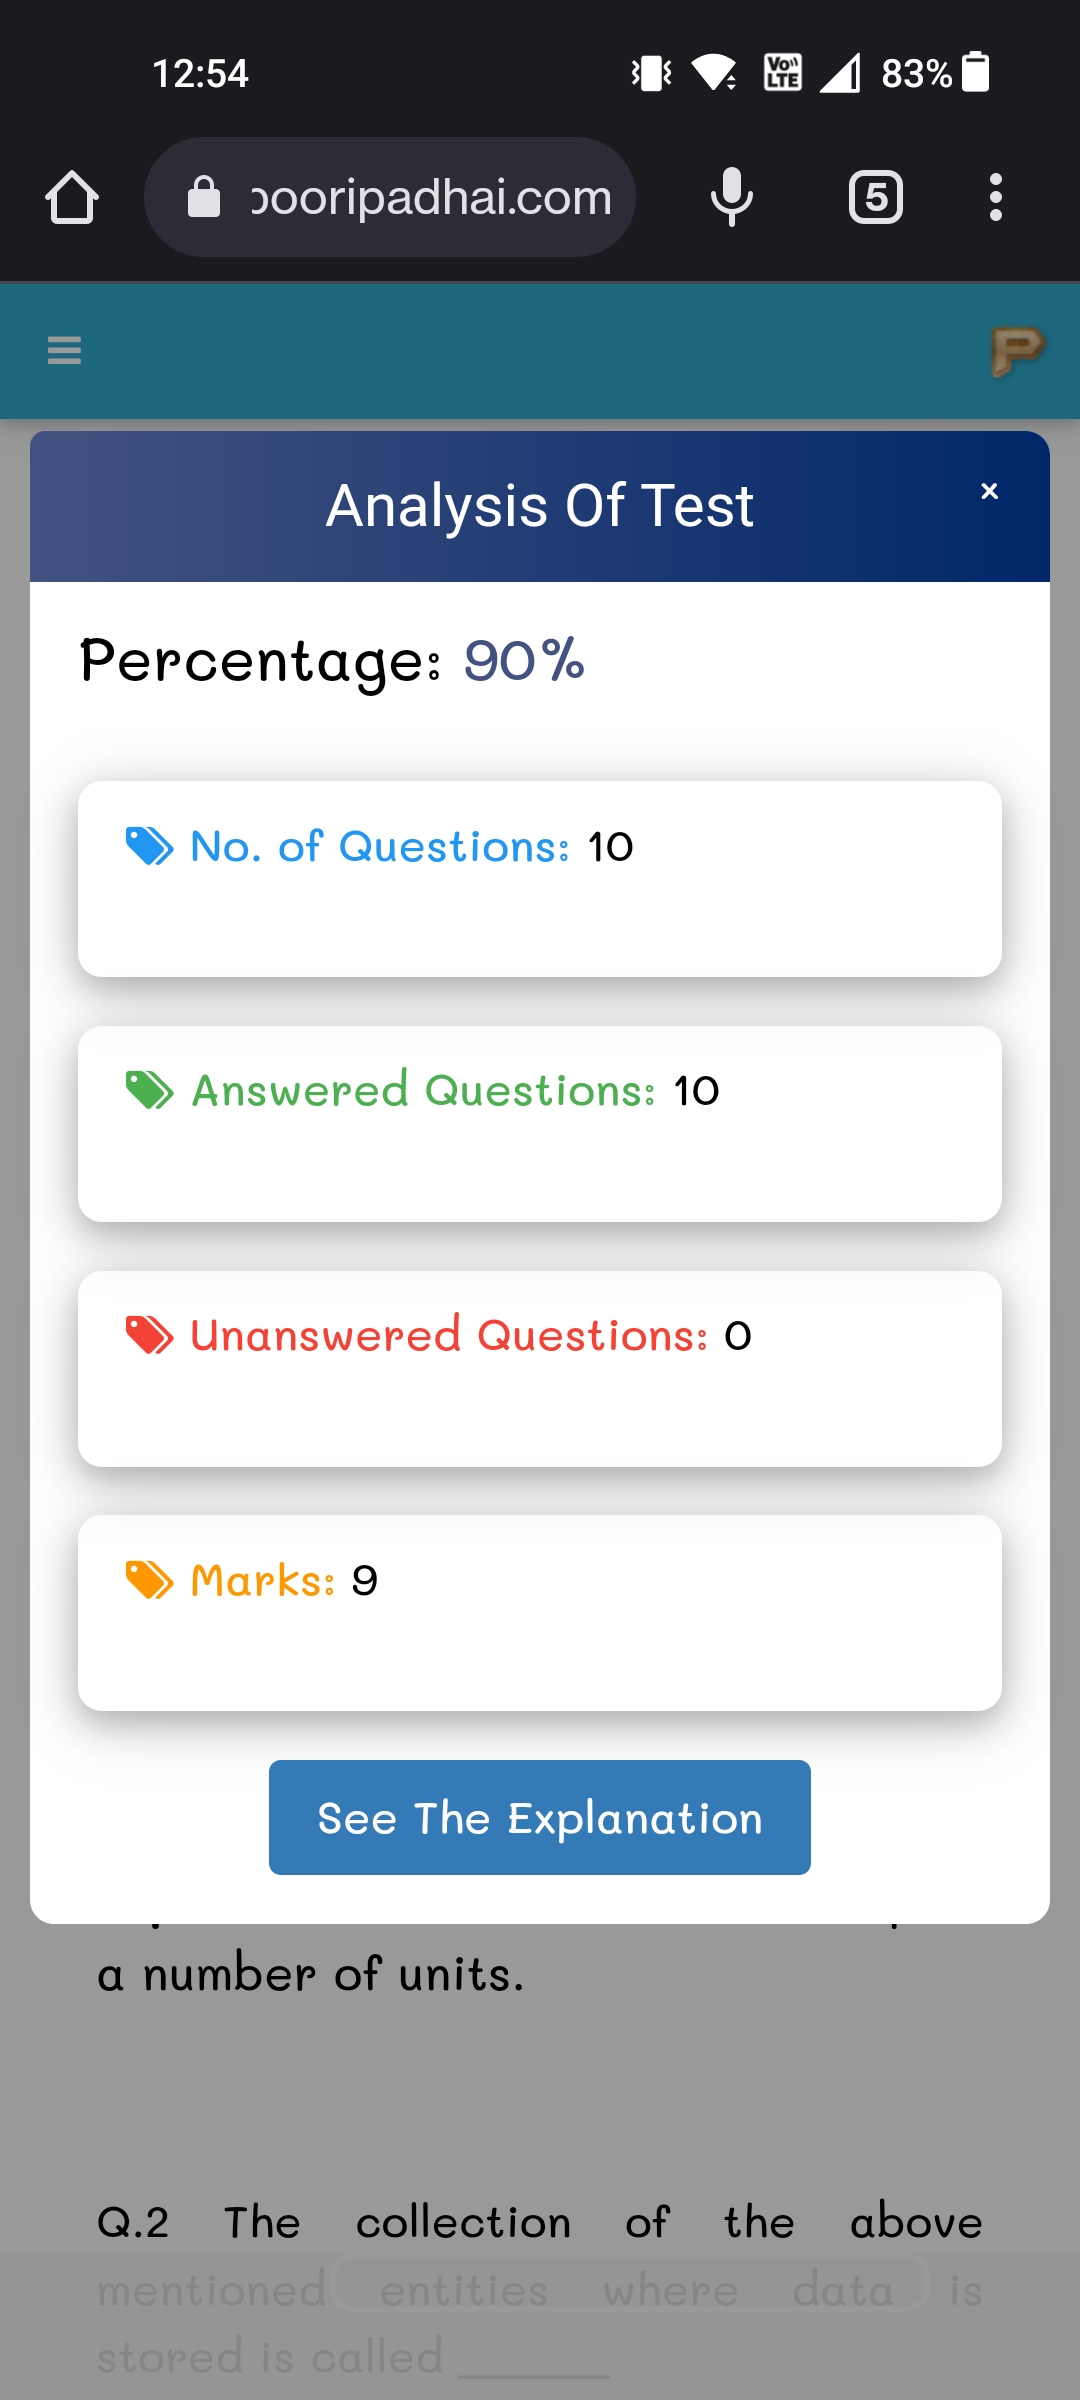 12:54
Vo
LTE
83%
pooripadhai.com
5
P
Analysis Of Test
×
Percentage: 90%
No. of Questions: 10
Answered Questions: 10
Unanswered Questions: 0
Marks: 9
See The Explanation
a number of units.
Q.2 The collection of the above
mentioned entities where data is
stored is called ______